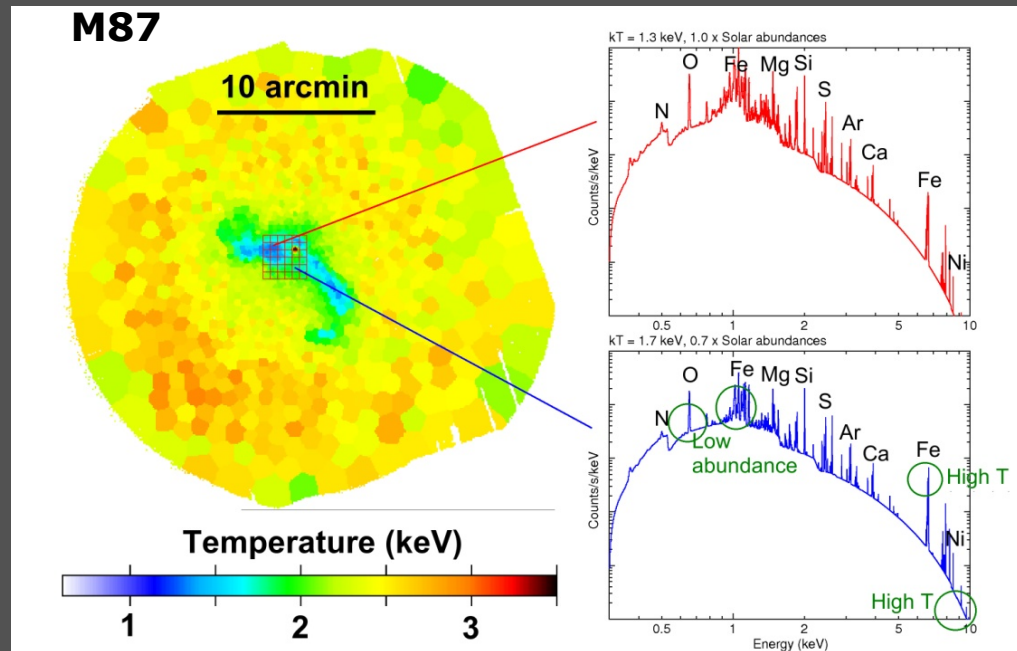 M87
10 arcmin
Temperature (keV)
1 2 3
kT = 1.3 keV, 1.0 x Solar abundances
N O Fe Mg Si S Ar Ca Fe Ni
Counts/s/keV
0.5 1 2 5 10
kT = 1.7 keV, 0.7 x Solar abundances
N O Fe Mg Si S Ar Ca Fe Ni
Low
abundance
High T
High T
Counts/s/keV
0.5 1 2 5 10
Energy (keV)